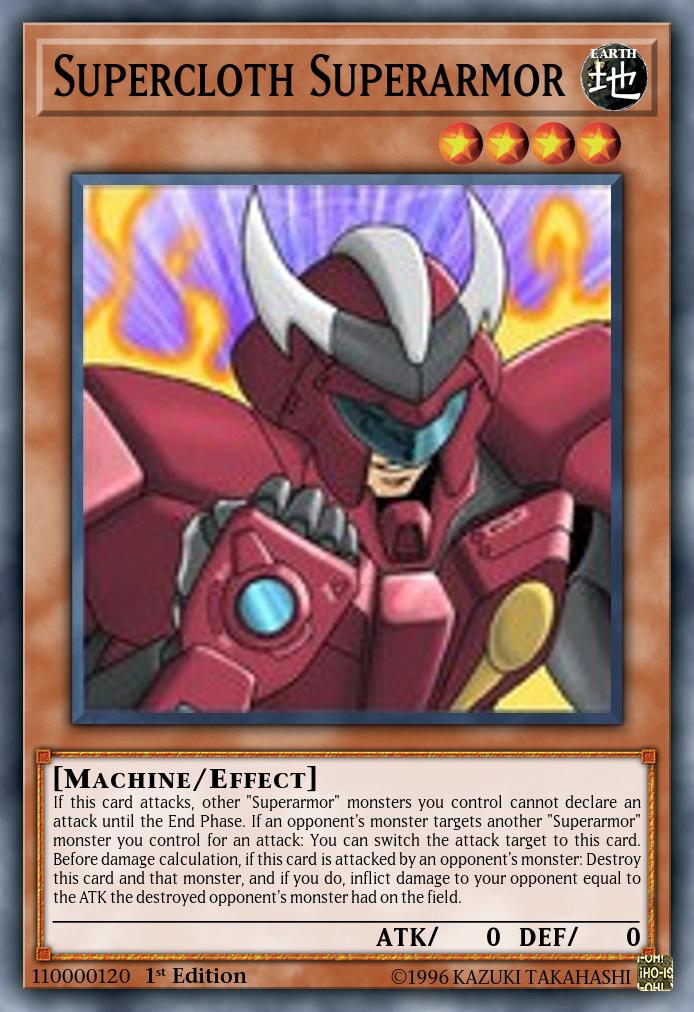 Supercloth Superarmor
EARTH
地
[Machine/Effect]
If this card attacks, other "Superarmor" monsters you control cannot declare an
attack until the End Phase. If an opponent's monster targets another "Superarmor"
monster you control for an attack: You can switch the attack target to this card.
Before damage calculation, if this card is attacked by an opponent's monster: Destroy
this card and that monster, and if you do, inflict damage to your opponent equal to
the ATK the destroyed opponent's monster had on the field.
ATK/ 0 DEF/ 0
110000120 1st Edition ©1996 KAZUKI TAKAHASHI